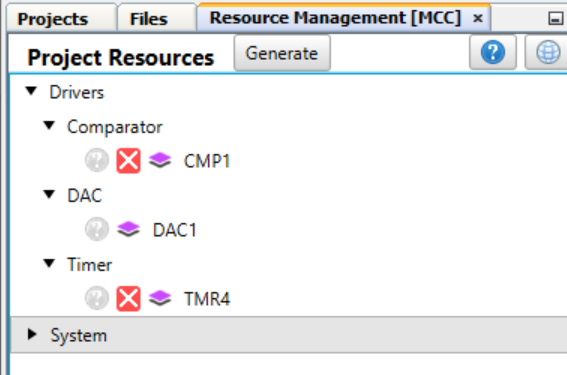 Projects Files Resource Management [MCC] ×
Project Resources Generate ?
Drivers
Comparator
? CMP1
DAC
? DAC1
Timer
? TMR4
System